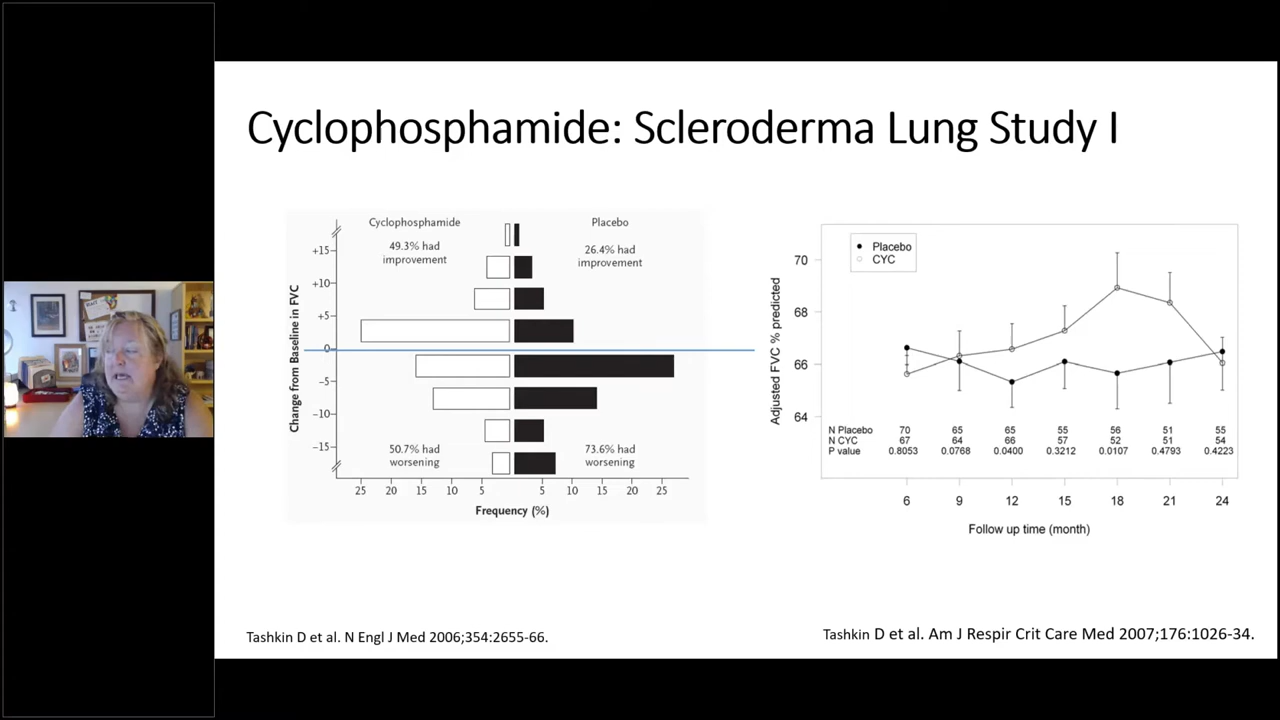 Cyclophosphamide: Scleroderma Lung Study I
Cyclophosphamide
Placebo
49.3% had
improvement
26.4% had
improvement
Change from Baseline in FVC
+15
+10
+5
0
−5
−10
−15
50.7% had
worsening
73.6% had
worsening
25 20 15 10 5 5 10 15 20 25
Frequency (%)
Placebo
CYC
Adjusted FVC % predicted
70
68
66
64
N Placebo 70 65 65 55 56 51 55
N CYC 67 64 66 57 52 51 54
P value 0.8053 0.0768 0.0400 0.3212 0.0107 0.4793 0.4223
6 9 12 15 18 21 24
Follow up time (month)
Tashkin D et al. N Engl J Med 2006;354:2655-66.
Tashkin D et al. Am J Respir Crit Care Med 2007;176:1026-34.